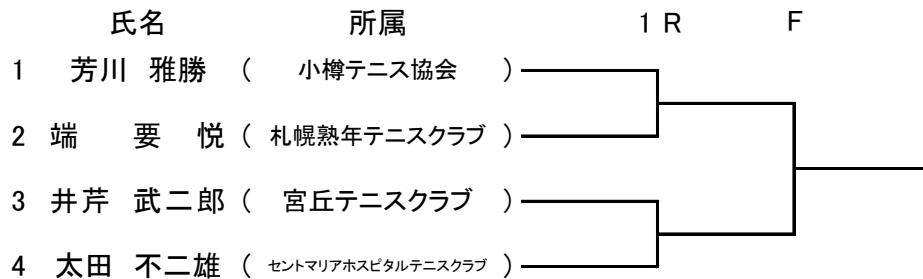 氏名 所属 1R F
1 芳川 雅勝 ( 小樽テニス協会 )
2 端 要 悦 ( 札幌熟年テニスクラブ )
3 井芹 武二郎 ( 宮丘テニスクラブ )
4 太田 不二雄 ( セントマリアホスピタルテニスクラブ )